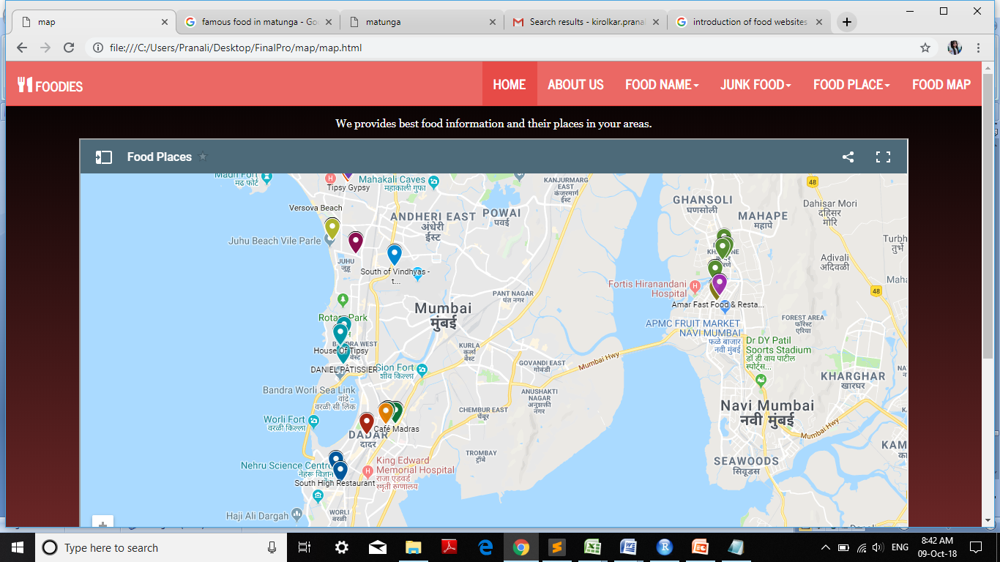 map
famous food in matunga - Goo
matunga
Search results - kirolkar.pranal
introduction of food websites
file:///C:/Users/Pranali/Desktop/FinalPro/map/map.html
FOODIES
HOME
ABOUT US
FOOD NAME
JUNK FOOD
FOOD PLACE
FOOD MAP
We provides best food information and their places in your areas.
Food Places
Madh Fort
मढ फोर्ट
Tipsy Gypsy
Mahakali Caves
महाकाली गुफा
KANJURMARG
EAST
कंजूरमार्ग
ईस्ट
48
GHANSOLI
घणसोली
Dahisar Mori
दहिसर
मोरि
Versova Beach
ANDHERI EAST
अंधेरी
ईस्ट
POWAI
पवई
MAHAPE
महापे
Juhu Beach Vile Parle
JUHU
जुहू
Turbh
तुर्भे
Adivali
अदिवळी
South of Vindhyas -
t...
Fortis Hiranandani
Hospital
Maha
48
PANT NAGAR
पंत नगर
Amar Fast Food & Resta...
Mumbai
मुंबई
Rotary Park
APMC FRUIT MARKET
NAVI MUMBAI
फळे बाजार
नवी मुंबई
FOREST AREA
फॉरेस्ट
एरिया
BANDRA WEST
वेस्ट
House Of Tipsy
KURLA
कुर्ला
वेस्ट
Mumbai Hwy
Dr DY Patil
Sports Stadium
डॉ डी वाय पाटील
स्पोर्ट्स...
DANIEL PÂTISSIER
Sion Fort
शीव किल्ला
GOVANDI EAST
गोवंडी
KHARGHAR
खारघर
Bandra Worli Sea Link
वांद्रे -
वरळी सी लिंक
ANUSHAKTI
NAGAR
अनुशक्ती
नगर
CHEMBUR EAST
चेंबूर
Navi Mumbai
नवी मुंबई
Worli Fort
वरळी किल्ला
Café Madras
DADAR
दादर
Mumbai Hwy
KAM
TROMBAY
ट्रॉंबे
SEAWOODS
सिवूडस
Nehru Science Centre
King Edward
Memorial Hospital
राजा एडवर्ड
स्मृती रुग्णालय
South High Restaurant
WORLI
वरळी
Haji Ali Dargah
Type here to search
ENG
8:42 AM
09-Oct-18